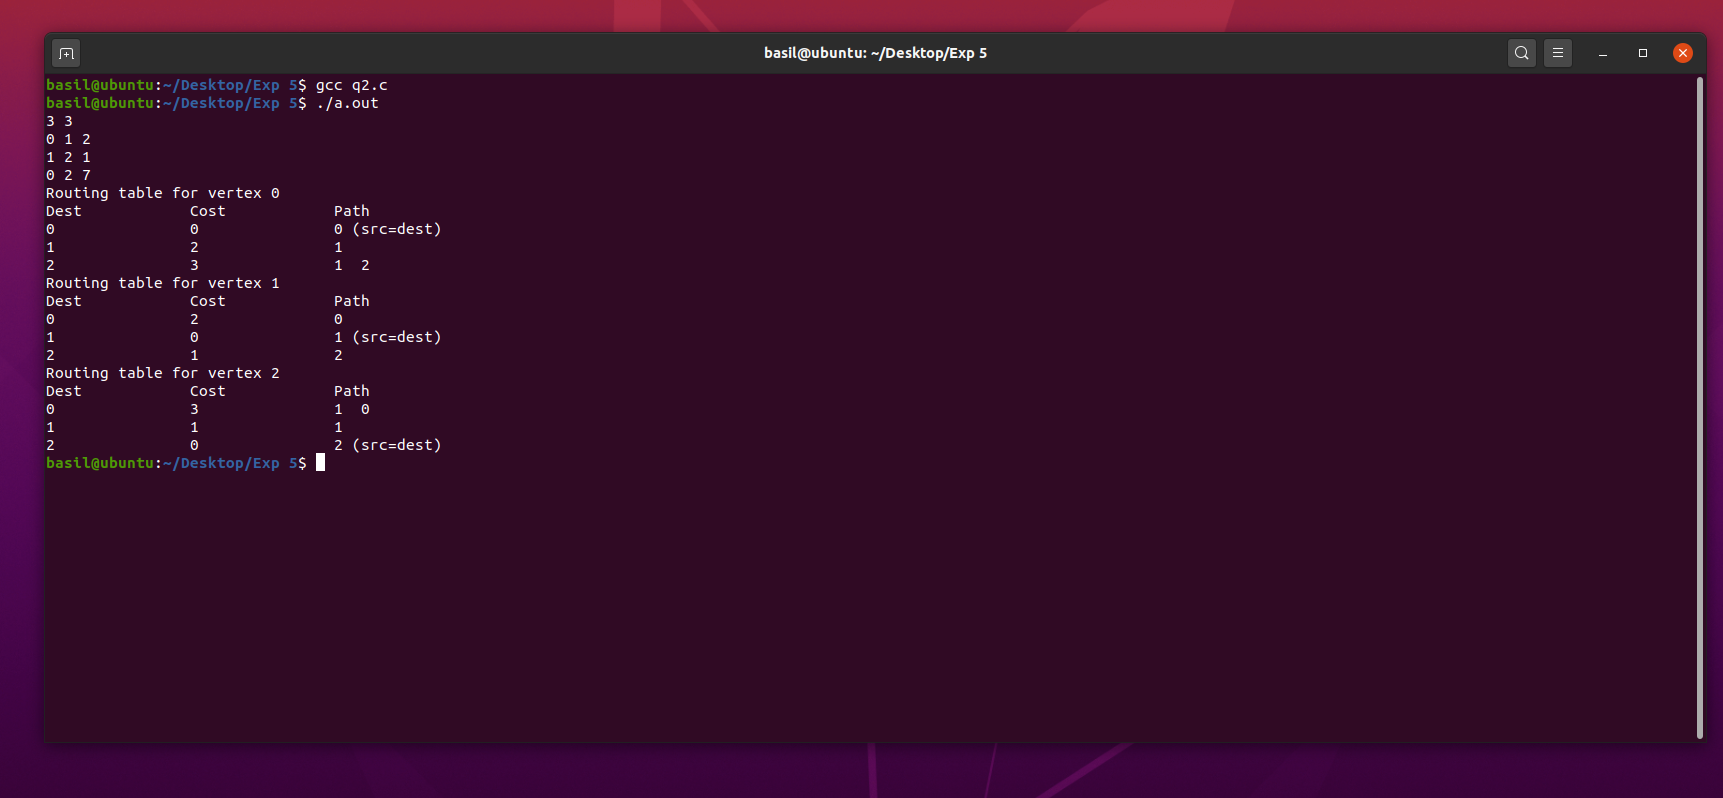 basil@ubuntu: ~/Desktop/Exp 5
basil@ubuntu:~/Desktop/Exp 5$ gcc q2.c
basil@ubuntu:~/Desktop/Exp 5$ ./a.out
3 3
0 1 2
1 2 1
0 2 7
Routing table for vertex 0
Dest            Cost            Path
0               0               0 (src=dest)
1               2               1
2               3               1  2
Routing table for vertex 1
Dest            Cost            Path
0               2               0
1               0               1 (src=dest)
2               1               2
Routing table for vertex 2
Dest            Cost            Path
0               3               1  0
1               1               1
2               0               2 (src=dest)
basil@ubuntu:~/Desktop/Exp 5$